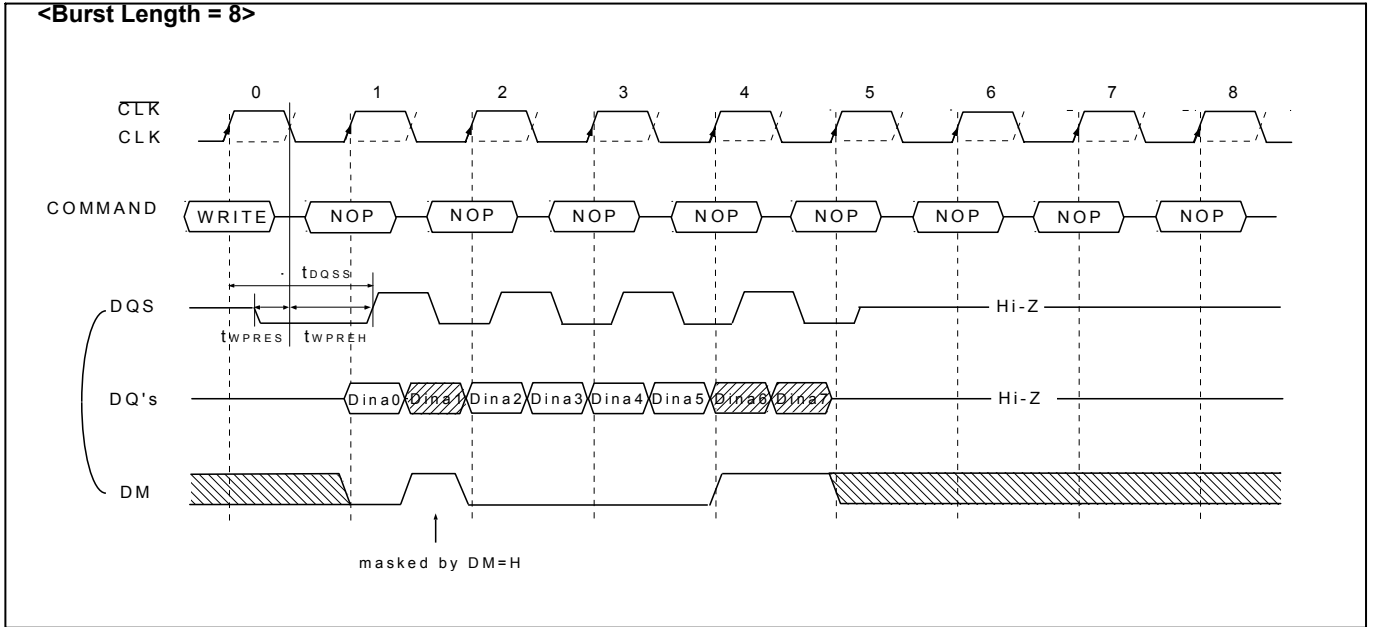 <Burst Length = 8>
0 1 2 3 4 5 6 7 8
CLK
CLK
COMMAND WRITE NOP NOP NOP NOP NOP NOP NOP NOP
tDQSS
DQS Hi-Z
tWPRES tWPREH
DQ's Dina0 Dina1 Dina2 Dina3 Dina4 Dina5 Dina6 Dina7 Hi-Z
DM
masked by DM=H